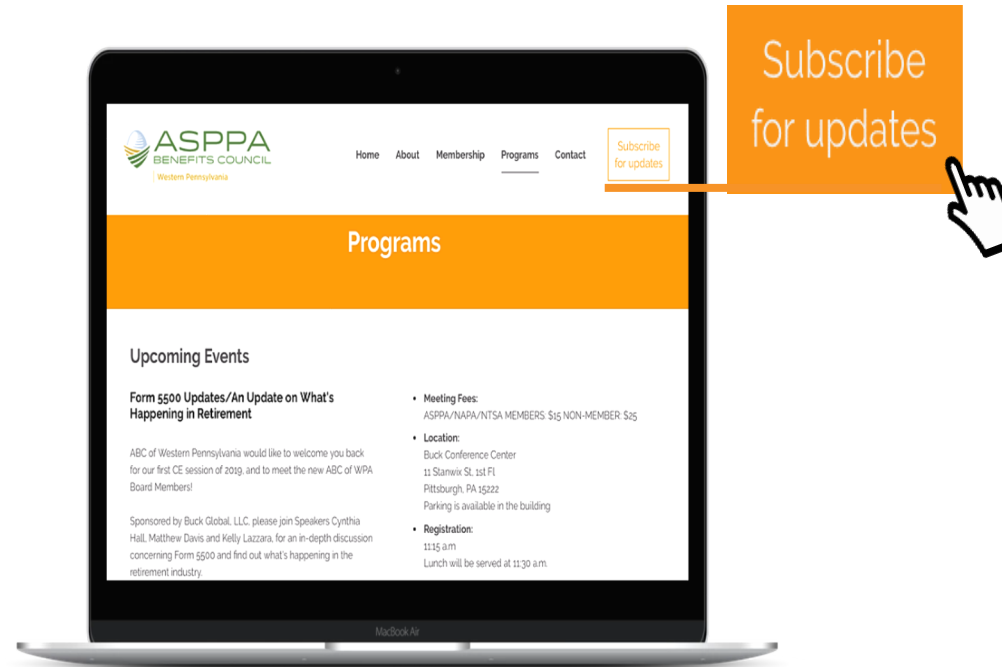 Subscribe
for updates
ASPPA
BENEFITS COUNCIL
Western Pennsylvania
Home About Membership Programs Contact
Subscribe
for updates
Programs
Upcoming Events
Form 5500 Updates/An Update on What's
Happening in Retirement
ABC of Western Pennsylvania would like to welcome you back
for our first CE session of 2019, and to meet the new ABC of WPA
Board Members!
Sponsored by Buck Global, LLC, please join Speakers Cynthia
Hall, Matthew Davis and Kelly Lazzara, for an in-depth discussion
concerning Form 5500 and find out what's happening in the
retirement industry.
• Meeting Fees:
ASPPA/NAPA/NTSA MEMBERS: $15 NON-MEMBER: $25
• Location:
Buck Conference Center
11 Stanwix St, 1st Fl
Pittsburgh, PA 15222
Parking is available in the building
• Registration:
11:15 a.m
Lunch will be served at 11:30 a.m.
MacBook Air